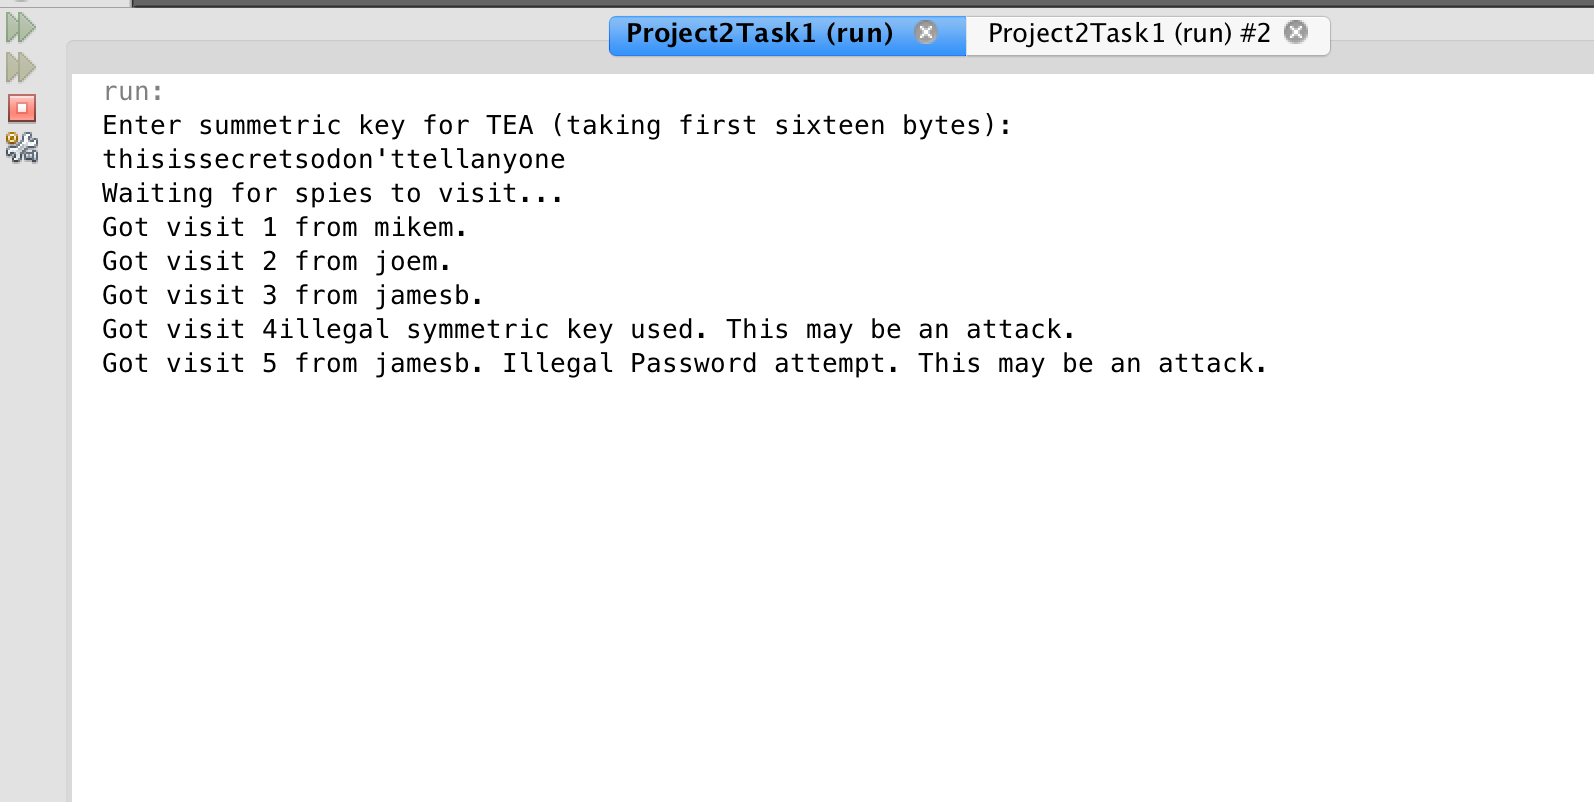 Project2Task1 (run) Project2Task1 (run) #2
run:
Enter summetric key for TEA (taking first sixteen bytes):
thisissecretsodon'ttellanyone
Waiting for spies to visit...
Got visit 1 from mikem.
Got visit 2 from joem.
Got visit 3 from jamesb.
Got visit 4illegal symmetric key used. This may be an attack.
Got visit 5 from jamesb. Illegal Password attempt. This may be an attack.